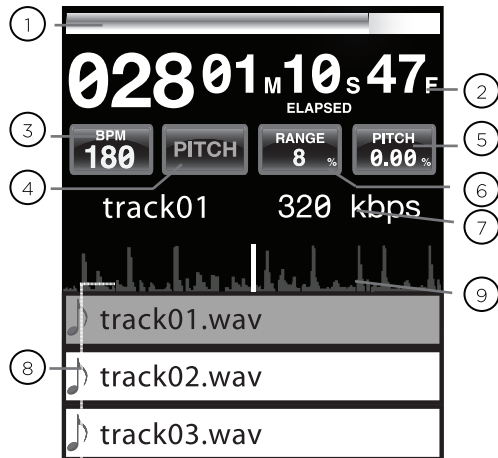 1
028 01 M 10 S 47 F
ELAPSED
2
3
BPM
180
PITCH
RANGE
8 %
PITCH
0.00 %
5
4
6
track01 320 kbps
7
9
track01.wav
8
track02.wav
track03.wav